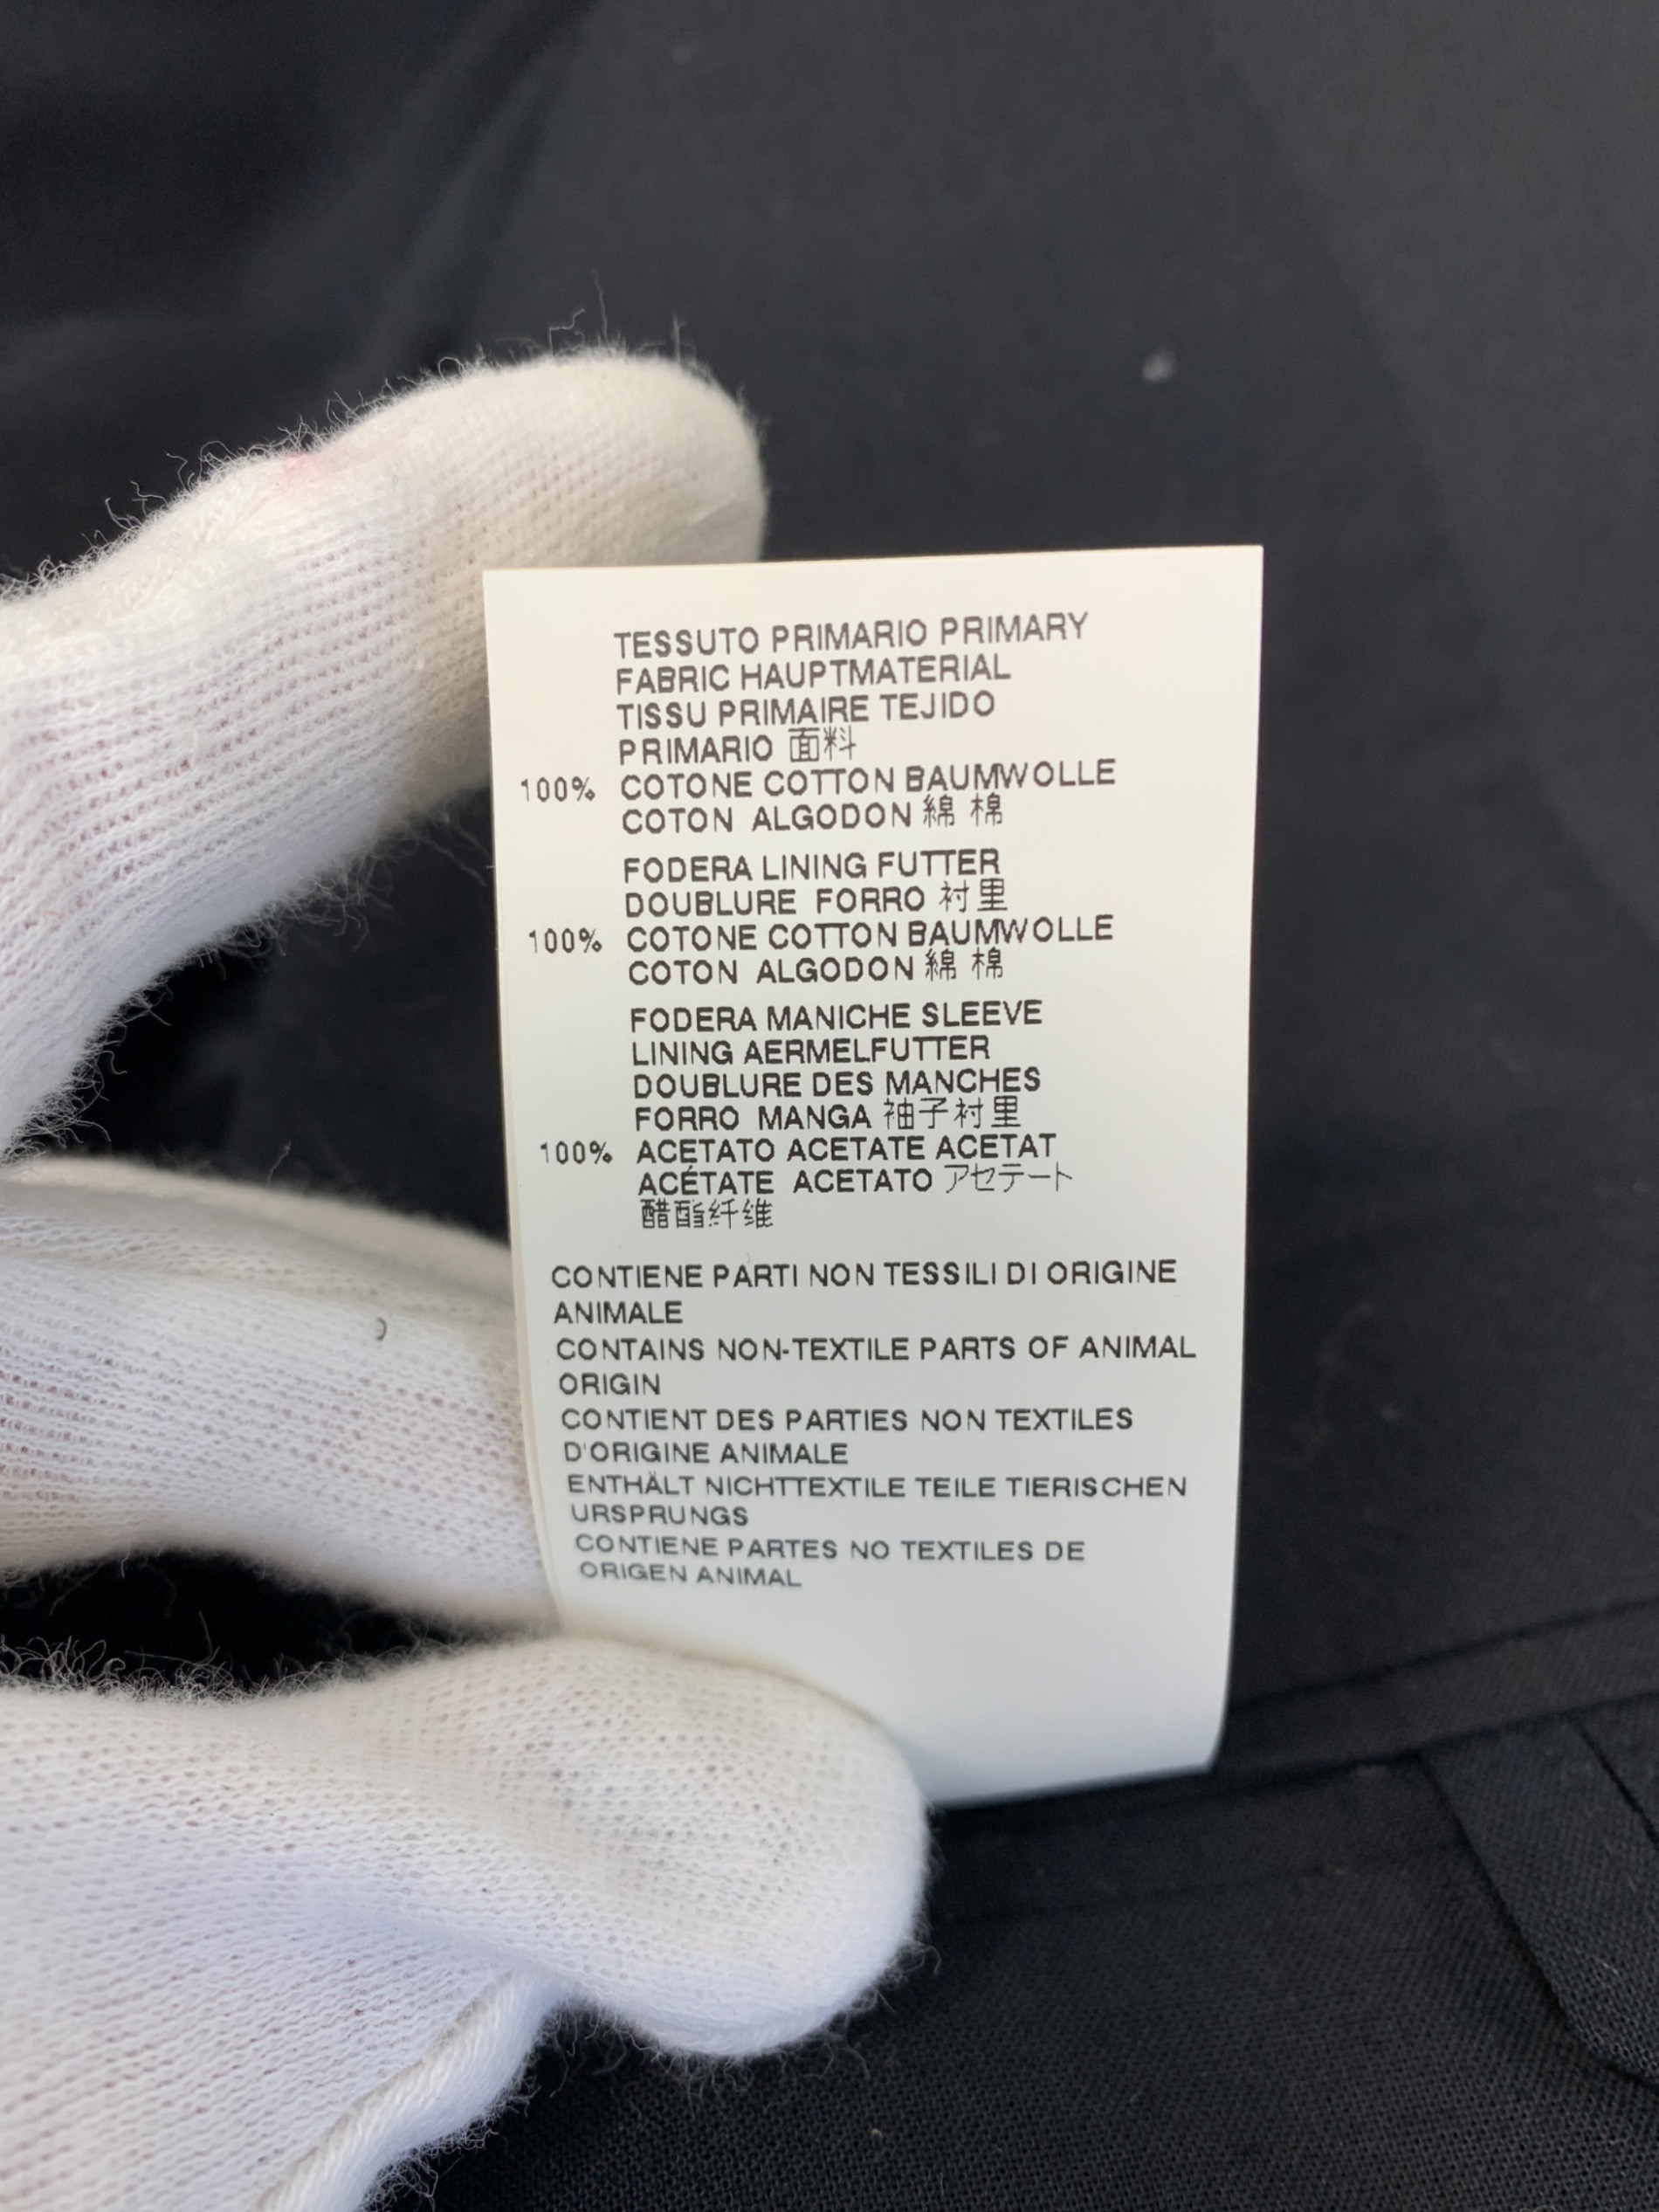 TESSUTO PRIMARIO PRIMARY
FABRIC HAUPTMATERIAL
TISSU PRIMAIRE TEJIDO
PRIMARIO 面料
100% COTONE COTTON BAUMWOLLE
COTON ALGODON 綿 棉
FODERA LINING FUTTER
DOUBLURE FORRO 衬里
100% COTONE COTTON BAUMWOLLE
COTON ALGODON 綿 棉
FODERA MANICHE SLEEVE
LINING AERMELFUTTER
DOUBLURE DES MANCHES
FORRO MANGA 袖子衬里
100% ACETATO ACETATE ACETAT
ACÉTATE ACETATO アセテート
醋酯纤维
CONTIENE PARTI NON TESSILI DI ORIGINE
ANIMALE
CONTAINS NON-TEXTILE PARTS OF ANIMAL
ORIGIN
CONTIENT DES PARTIES NON TEXTILES
D'ORIGINE ANIMALE
ENTHÄLT NICHTTEXTILE TEILE TIERISCHEN
URSPRUNGS
CONTIENE PARTES NO TEXTILES DE
ORIGEN ANIMAL